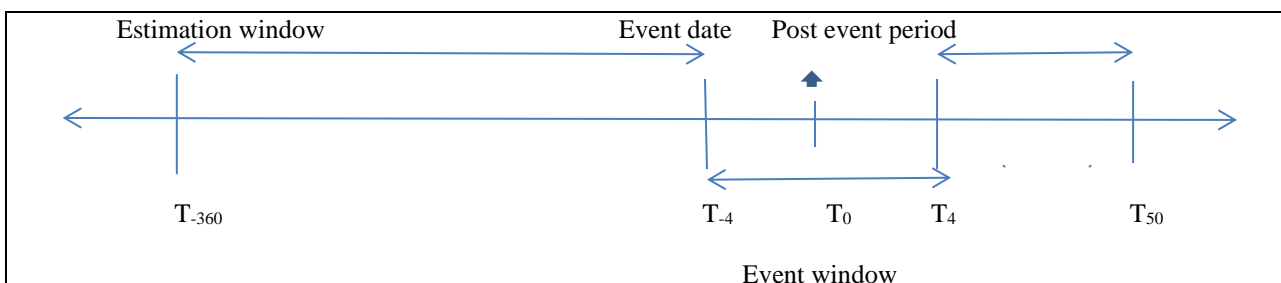 Estimation window Event date Post event period
T-360 T-4 T0 T4 T50
Event window